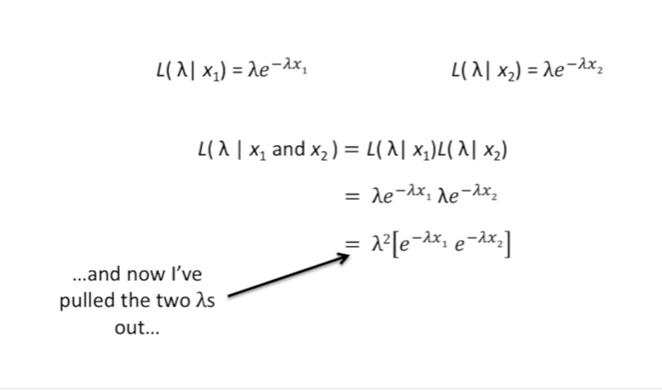 L( λ| x₁) = λe⁻ᵡˣ₁ L( λ| x₂) = λe^−λx₂
L( λ | x₁ and x₂ ) = L( λ| x₁)L( λ| x₂)
= λe^−λx₁ λe^−λx₂
= λ²[e^−λx₁ e^−λx₂]
...and now I’ve
pulled the two λs
out...